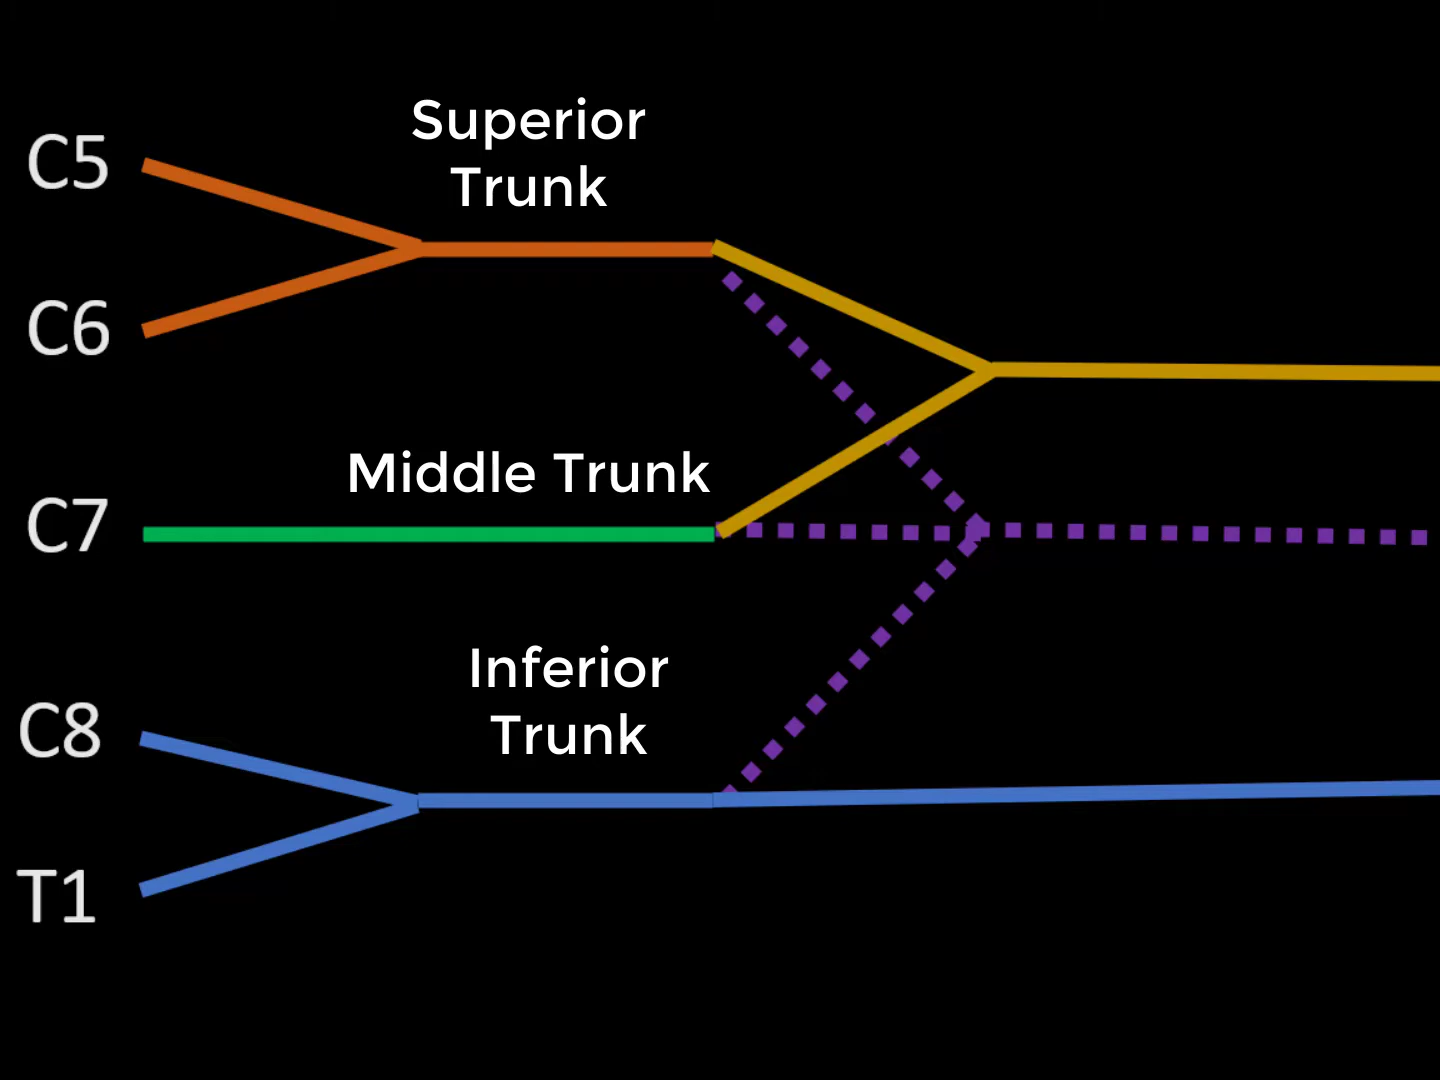 Superior
Trunk
C5
C6
Middle Trunk
C7
Inferior
Trunk
C8
T1